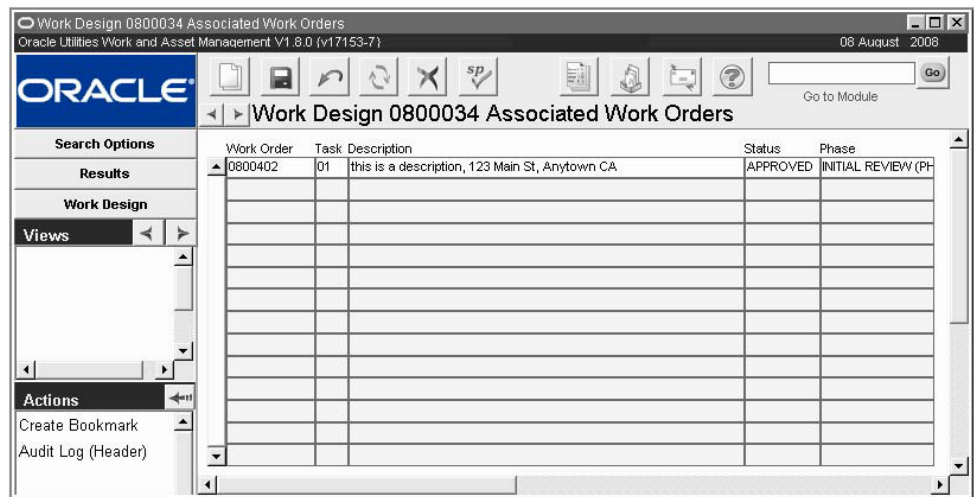 Work Design 0800034 Associated Work Orders
Oracle Utilities Work and Asset Management V1.8.0 (v17153-7) 08 August 2008
ORACLE
sp
Go
Go to Module
Work Design 0800034 Associated Work Orders
Search Options
Results
Work Design
Views
Actions
Create Bookmark
Audit Log (Header)
Work Order Task Description Status Phase
0800402 01 this is a description, 123 Main St, Anytown CA APPROVED INITIAL REVIEW (PH